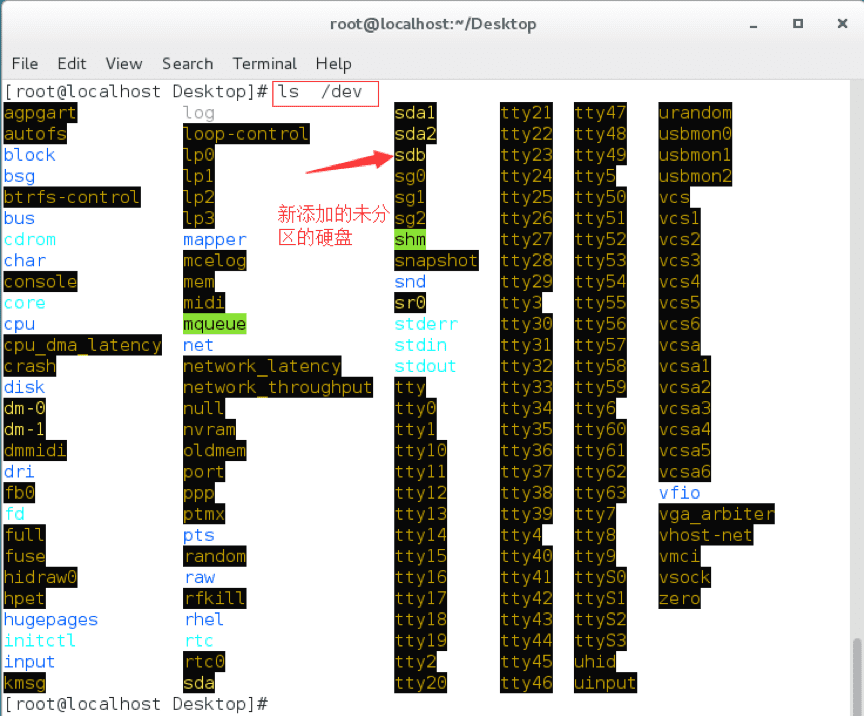 root@localhost:~/Desktop
File Edit View Search Terminal Help
[root@localhost Desktop]# ls /dev
agpgart log sda1 tty21 tty47 urandom
autofs loop-control sda2 tty22 tty48 usbmon0
block lp0 sdb tty23 tty49 usbmon1
bsg lp1 sg0 tty24 tty5 usbmon2
btrfs-control lp2 sg1 tty25 tty50 vcs
bus lp3 sg2 tty26 tty51 vcs1
新添加的未分
区的硬盘
cdrom mapper shm tty27 tty52 vcs2
char mcelog snapshot tty28 tty53 vcs3
console mem snd tty29 tty54 vcs4
core midi sr0 tty3 tty55 vcs5
cpu mqueue stderr tty30 tty56 vcs6
cpu_dma_latency net stdin tty31 tty57 vcsa
crash network_latency stdout tty32 tty58 vcsa1
disk network_throughput tty tty33 tty59 vcsa2
dm-0 null tty0 tty34 tty6 vcsa3
dm-1 nvram tty1 tty35 tty60 vcsa4
dmmidi oldmem tty10 tty36 tty61 vcsa5
dri port tty11 tty37 tty62 vcsa6
fb0 ppp tty12 tty38 tty63 vfio
fd ptmx tty13 tty39 tty7 vga_arbiter
full pts tty14 tty4 tty8 vhost-net
fuse random tty15 tty40 tty9 vmci
hidraw0 raw tty16 tty41 ttyS0 vsock
hpet rfkill tty17 tty42 ttyS1 zero
hugepages rhel tty18 tty43 ttyS2
initctl rtc tty19 tty44 ttyS3
input rtc0 tty2 tty45 uhid
kmsg sda tty20 tty46 uinput
[root@localhost Desktop]#